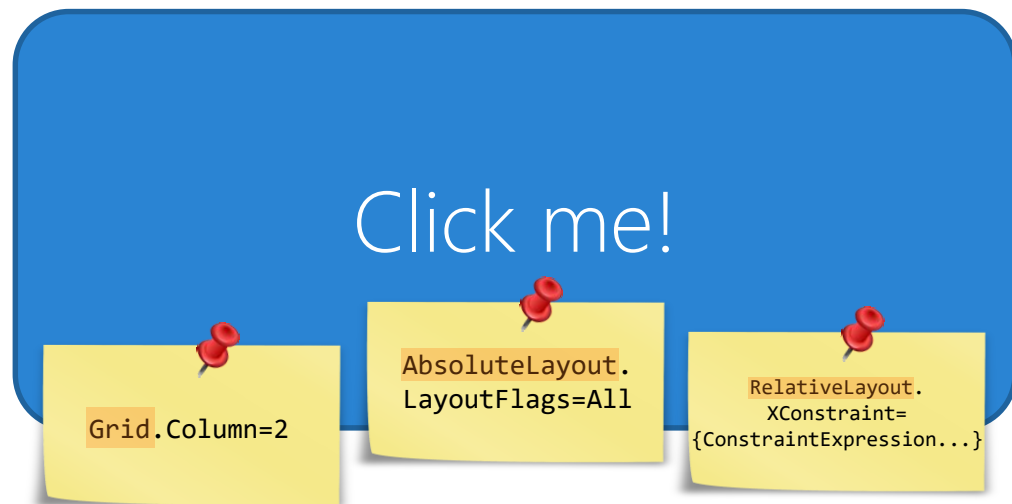 Click me!
Grid.Column=2
AbsoluteLayout.
LayoutFlags=All
RelativeLayout.
XConstraint=
{ConstraintExpression...}